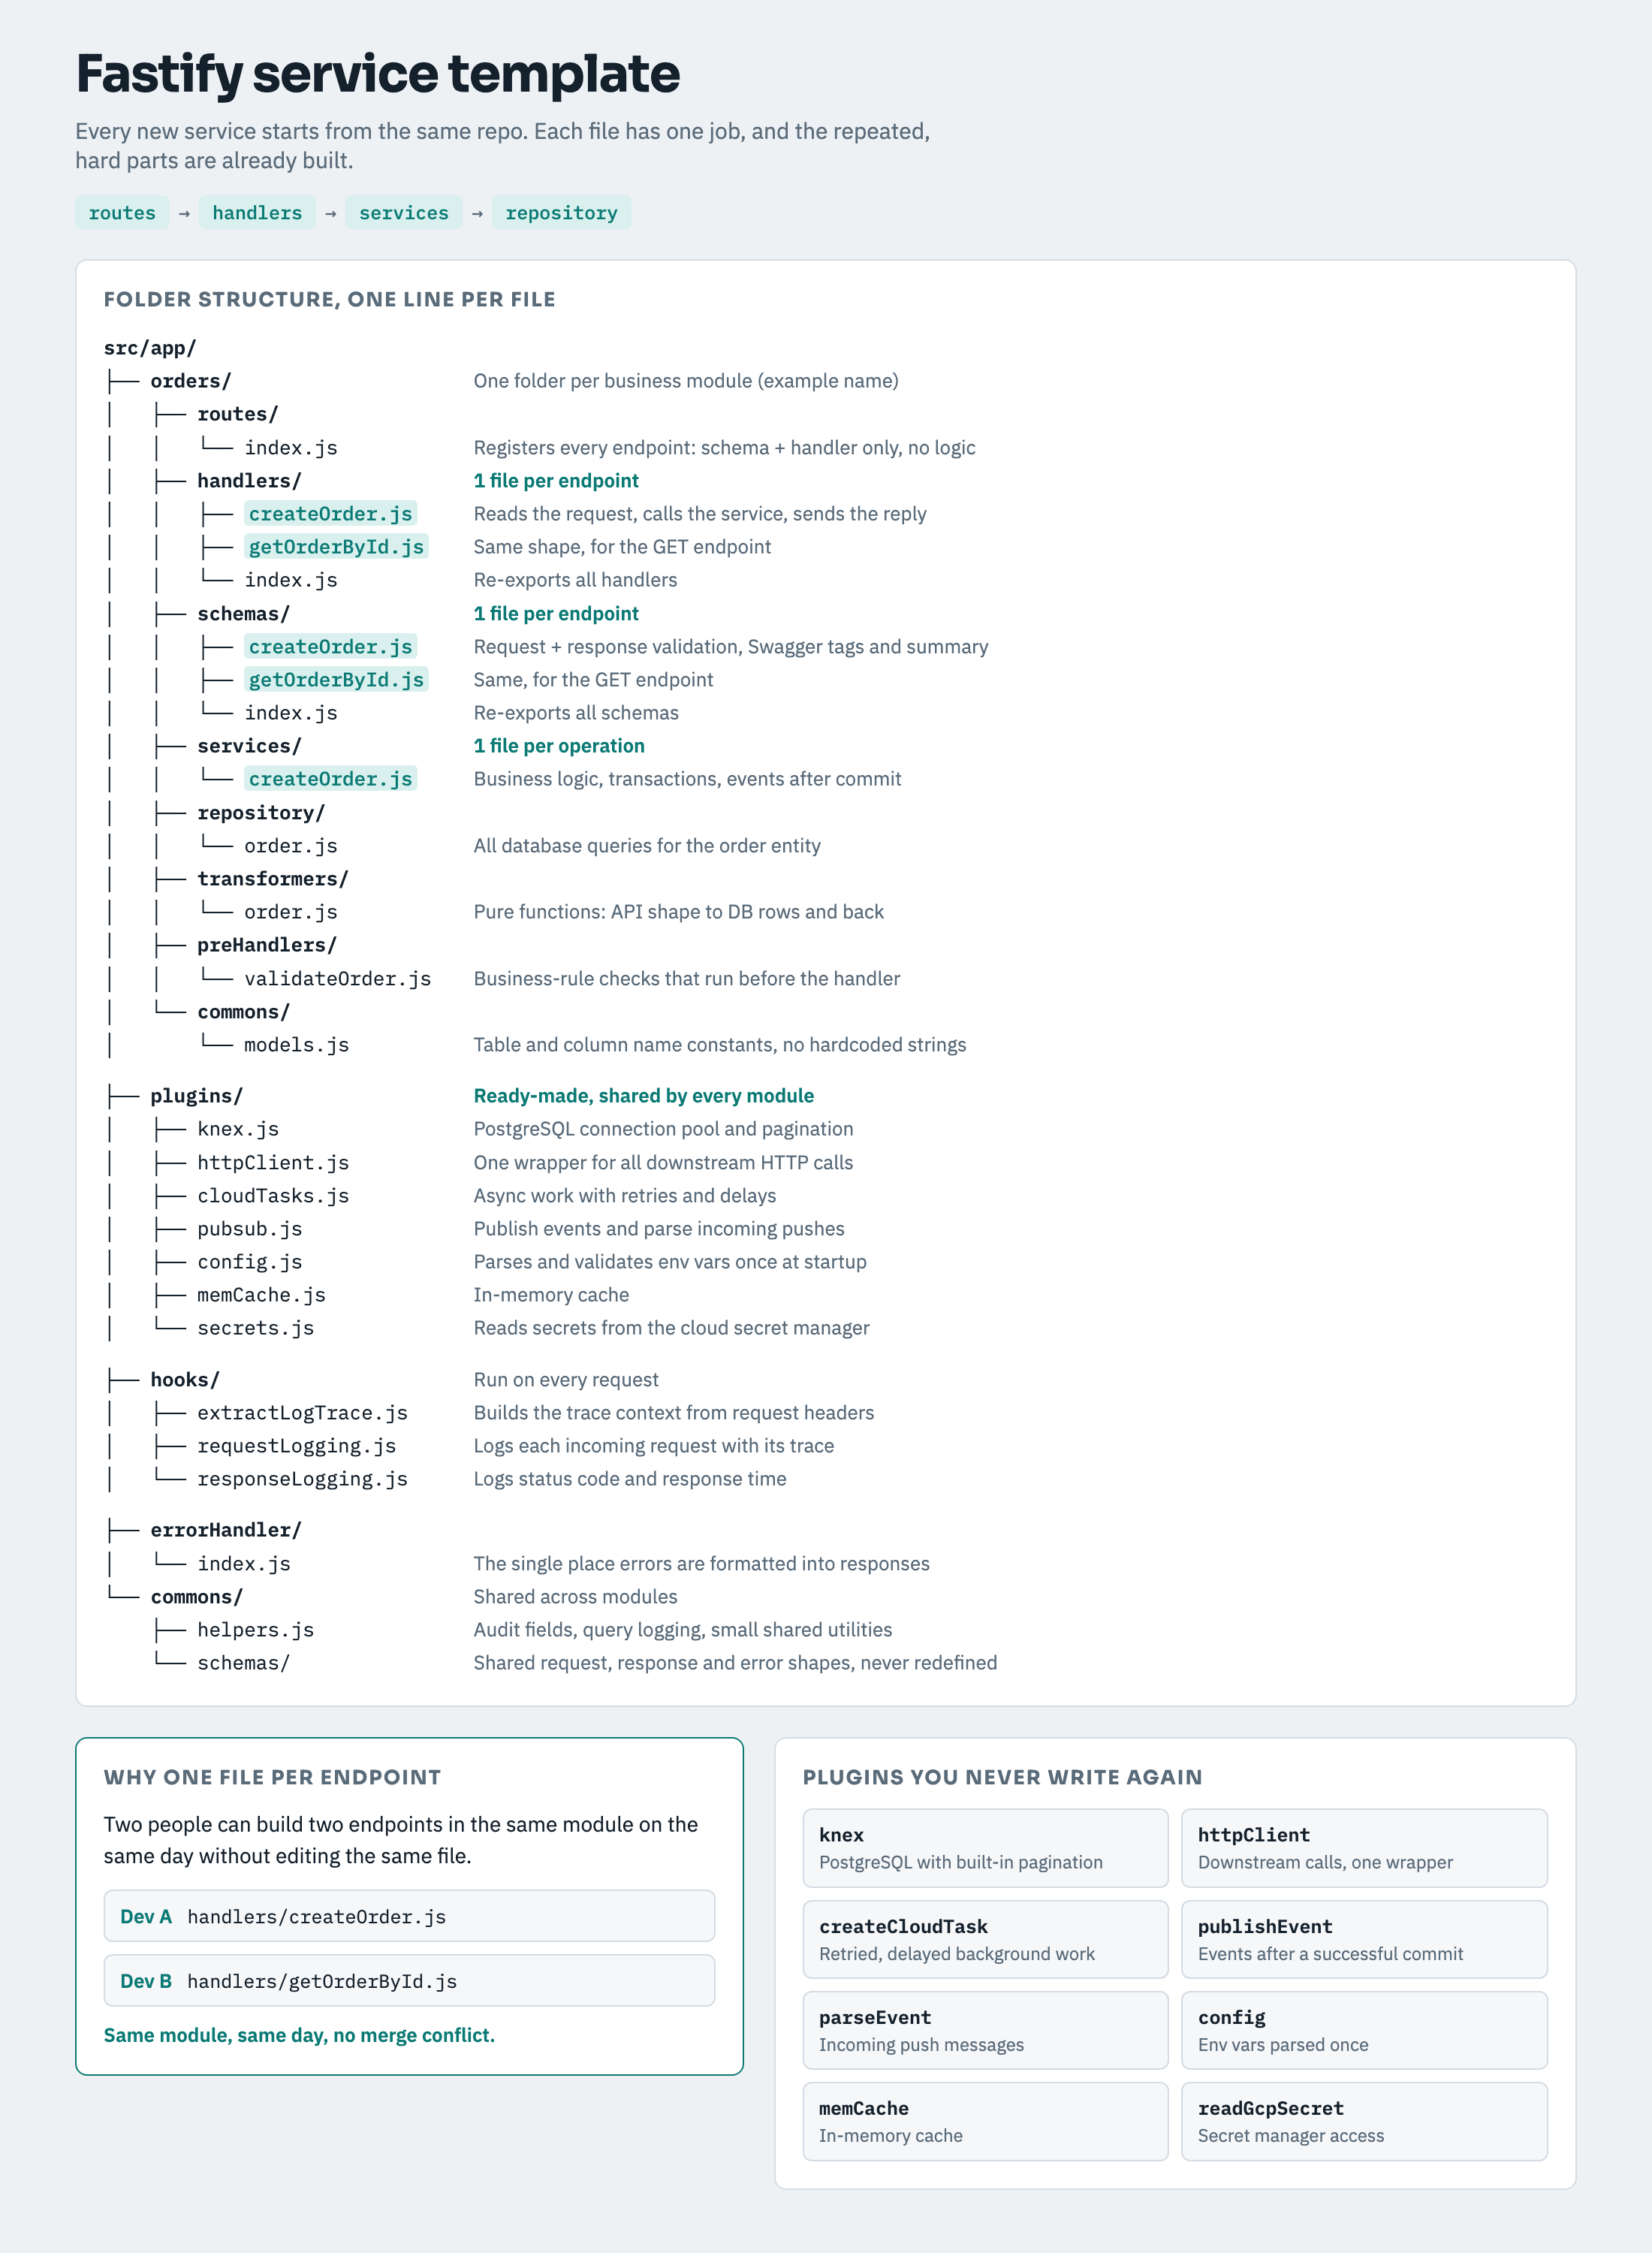 Fastify service template
Every new service starts from the same repo. Each file has one job, and the repeated,
hard parts are already built.
routes → handlers → services → repository
FOLDER STRUCTURE, ONE LINE PER FILE
src/app/
├── orders/ One folder per business module (example name)
│   ├── routes/
│   │   └── index.js Registers every endpoint: schema + handler only, no logic
│   ├── handlers/ 1 file per endpoint
│   │   ├── createOrder.js Reads the request, calls the service, sends the reply
│   │   ├── getOrderById.js Same shape, for the GET endpoint
│   │   └── index.js Re-exports all handlers
│   ├── schemas/ 1 file per endpoint
│   │   ├── createOrder.js Request + response validation, Swagger tags and summary
│   │   ├── getOrderById.js Same, for the GET endpoint
│   │   └── index.js Re-exports all schemas
│   ├── services/ 1 file per operation
│   │   └── createOrder.js Business logic, transactions, events after commit
│   ├── repository/
│   │   └── order.js All database queries for the order entity
│   ├── transformers/
│   │   └── order.js Pure functions: API shape to DB rows and back
│   ├── preHandlers/
│   │   └── validateOrder.js Business-rule checks that run before the handler
│   └── commons/
│       └── models.js Table and column name constants, no hardcoded strings
├── plugins/ Ready-made, shared by every module
│   ├── knex.js PostgreSQL connection pool and pagination
│   ├── httpClient.js One wrapper for all downstream HTTP calls
│   ├── cloudTasks.js Async work with retries and delays
│   ├── pubsub.js Publish events and parse incoming pushes
│   ├── config.js Parses and validates env vars once at startup
│   ├── memCache.js In-memory cache
│   └── secrets.js Reads secrets from the cloud secret manager
├── hooks/ Run on every request
│   ├── extractLogTrace.js Builds the trace context from request headers
│   ├── requestLogging.js Logs each incoming request with its trace
│   └── responseLogging.js Logs status code and response time
├── errorHandler/
│   └── index.js The single place errors are formatted into responses
└── commons/ Shared across modules
    ├── helpers.js Audit fields, query logging, small shared utilities
    └── schemas/ Shared request, response and error shapes, never redefined
WHY ONE FILE PER ENDPOINT
Two people can build two endpoints in the same module on the
same day without editing the same file.
Dev A handlers/createOrder.js
Dev B handlers/getOrderById.js
Same module, same day, no merge conflict.
PLUGINS YOU NEVER WRITE AGAIN
knex
PostgreSQL with built-in pagination
httpClient
Downstream calls, one wrapper
createCloudTask
Retried, delayed background work
publishEvent
Events after a successful commit
parseEvent
Incoming push messages
config
Env vars parsed once
memCache
In-memory cache
readGcpSecret
Secret manager access